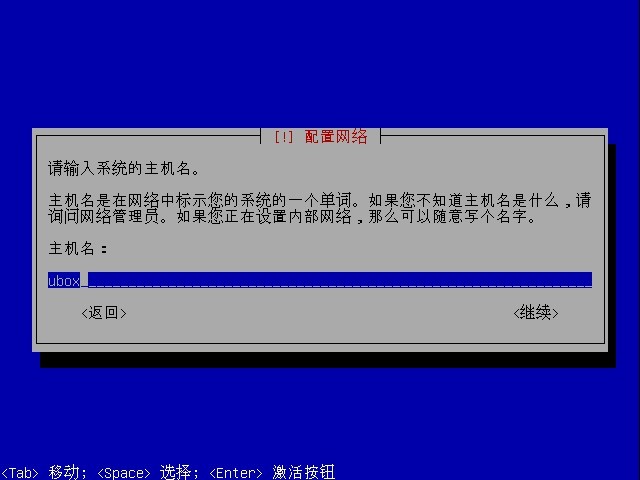 [!] 配置网络
请输入系统的主机名。
主机名是在网络中标示您的系统的一个单词。如果您不知道主机名是什么,请
询问网络管理员。如果您正在设置内部网络,那么可以随意写个名字。
主机名：
ubox
<返回> <继续>
<Tab> 移动; <Space> 选择; <Enter> 激活按钮